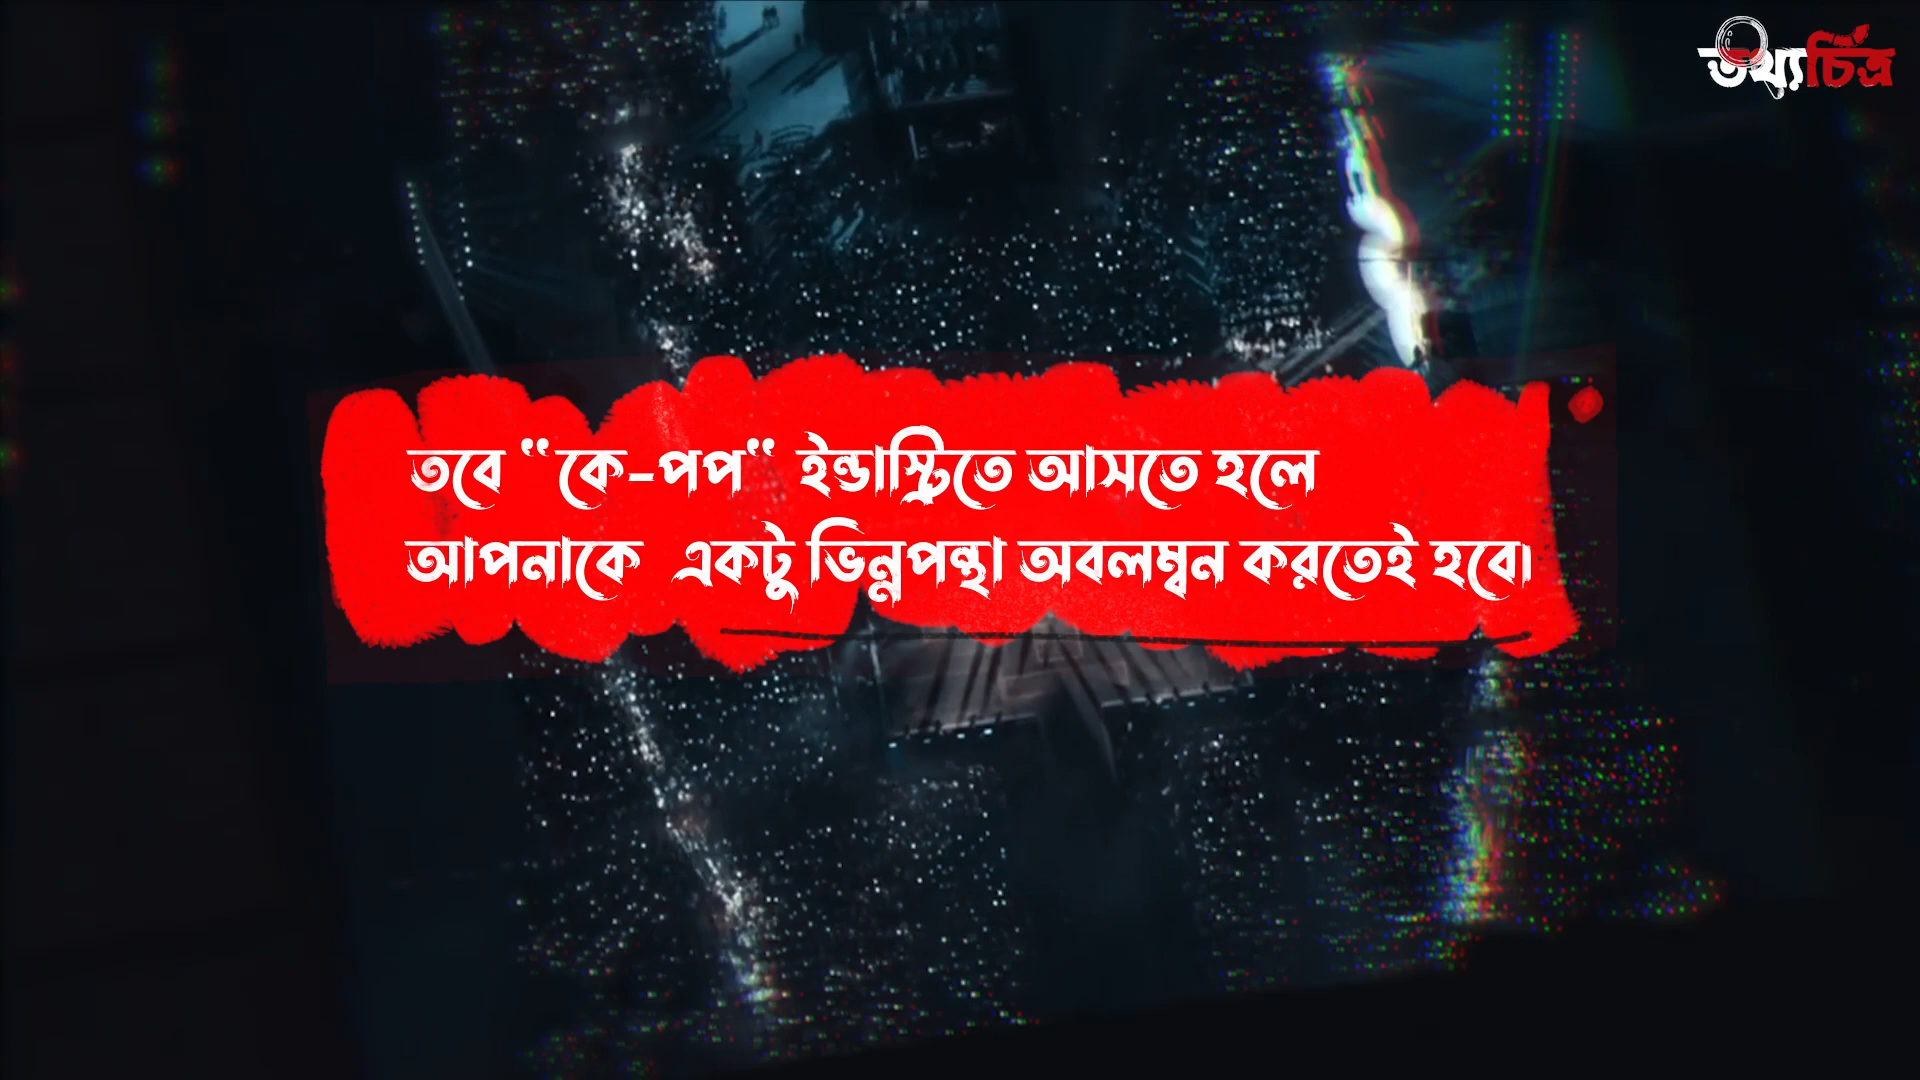 তথ্যচিত্র
তবে “কে-পপ“ ইন্ডাস্ট্রিতে আসতে হলে
আপনাকে একটু ভিন্নপন্থা অবলম্বন করতেই হবে।